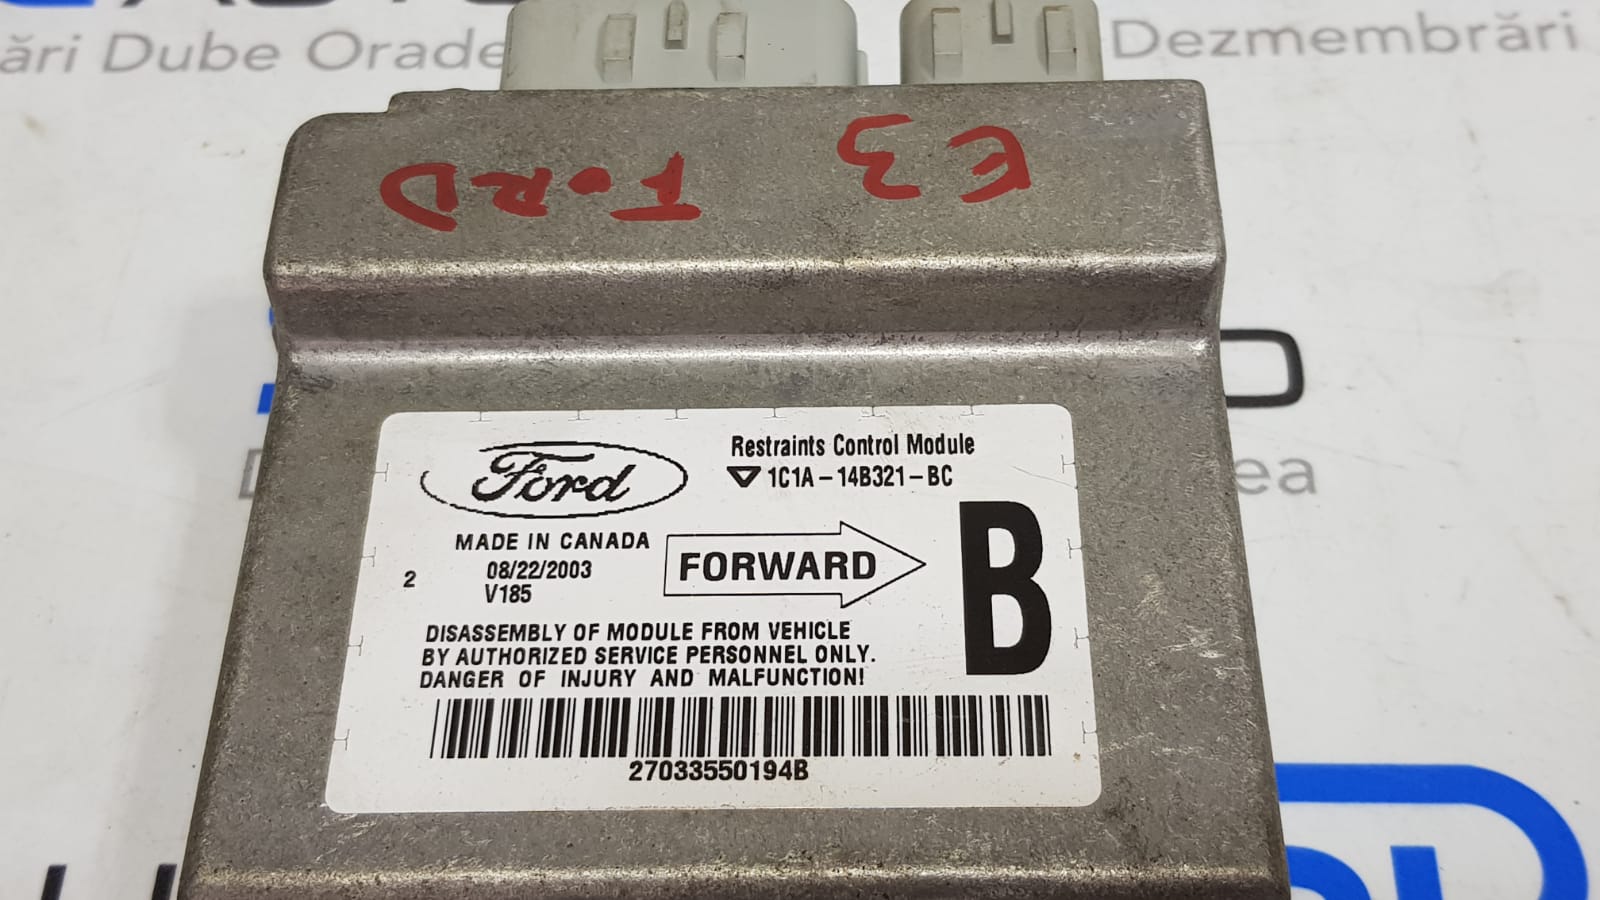 ări Dube Orade
Dezmembrări
FORD
E3
Ford
Restraints Control Module
1C1A-14B321-BC
MADE IN CANADA
08/22/2003
2
V185
FORWARD
B
DISASSEMBLY OF MODULE FROM VEHICLE
BY AUTHORIZED SERVICE PERSONNEL ONLY.
DANGER OF INJURY AND MALFUNCTION!
27033550194B
ea